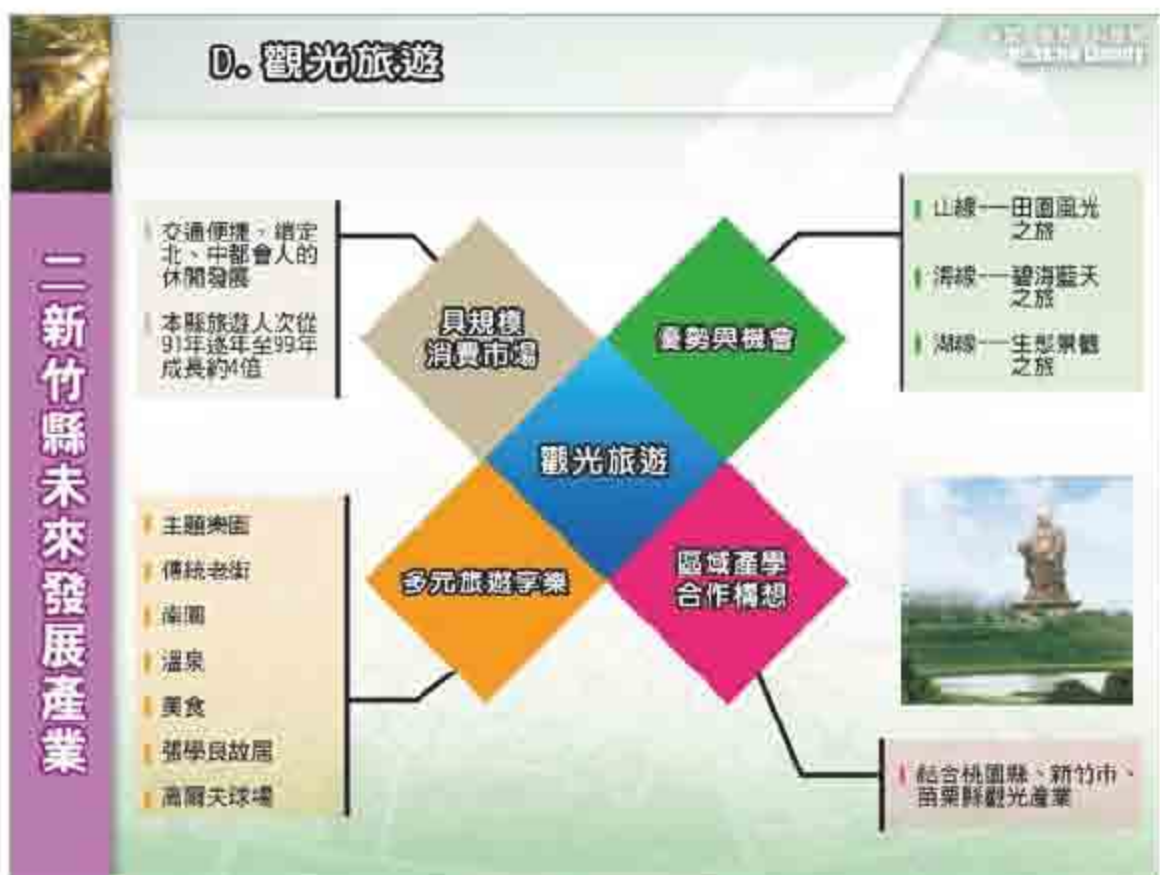 D. 觀光旅遊
Hsinchu County
二 新竹縣未來發展產業
交通便捷，鎖定
北、中都會人的
休閒發展
本縣旅遊人次從
91年逐年至99年
成長約4倍
具規模
消費市場
優勢與機會
山線──田園風光
之旅
海線──碧海藍天
之旅
湖線──生態景觀
之旅
觀光旅遊
主題樂園
傳統老街
南園
溫泉
美食
張學良故居
高爾夫球場
多元旅遊享樂
區域產學
合作構想
結合桃園縣、新竹市、
苗栗縣觀光產業